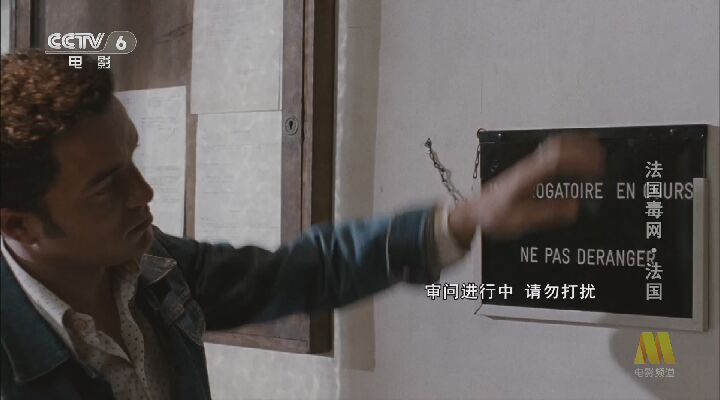 CCTV 6
电影
OGATOIRE EN COURS
NE PAS DERANGER
审问进行中 请勿打扰
法国毒网·法国
电影频道